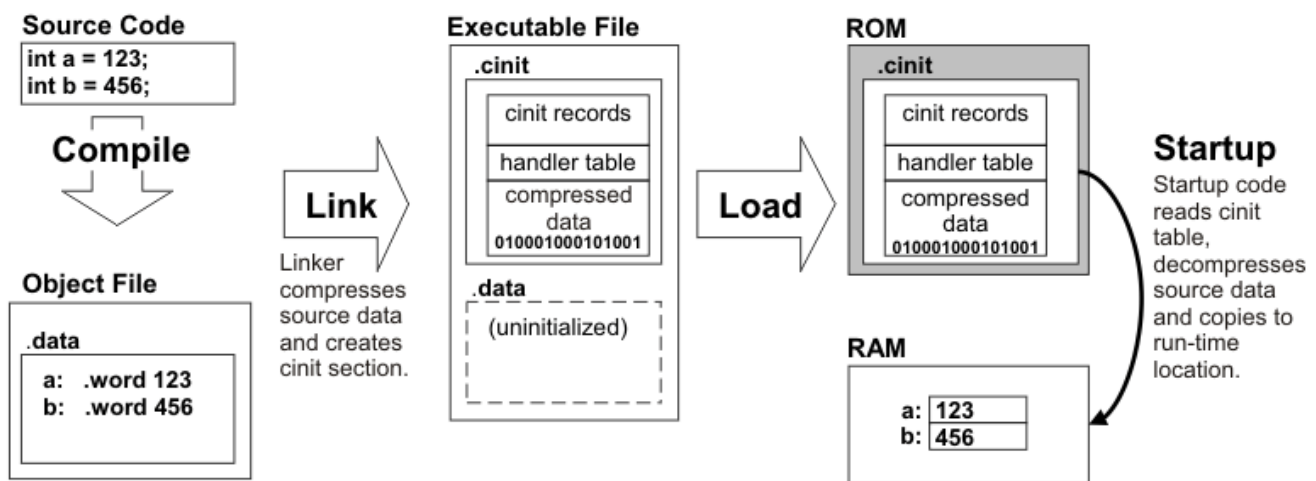 Source Code
int a = 123;
int b = 456;
Compile
Object File
.data
a: .word 123
b: .word 456
Link
Linker
compresses
source data
and creates
cinit section.
Executable File
.cinit
cinit records
handler table
compressed
data
010001000101001
.data
(uninitialized)
Load
ROM
.cinit
cinit records
handler table
compressed
data
010001000101001
Startup
Startup code
reads cinit
table,
decompresses
source data
and copies to
run-time
location.
RAM
a: 123
b: 456